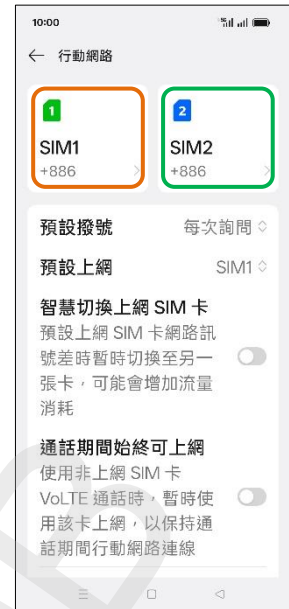 10:00
5G
← 行動網路
1
2
SIM1
SIM2
+886
+886
預設撥號 每次詢問
預設上網 SIM1
智慧切換上網 SIM 卡
預設上網 SIM 卡網路訊
號差時暫時切換至另一
張卡，可能會增加流量
消耗
通話期間始終可上網
使用非上網 SIM 卡
VoLTE 通話時，暫時使
用該卡上網，以保持通
話期間行動網路連線